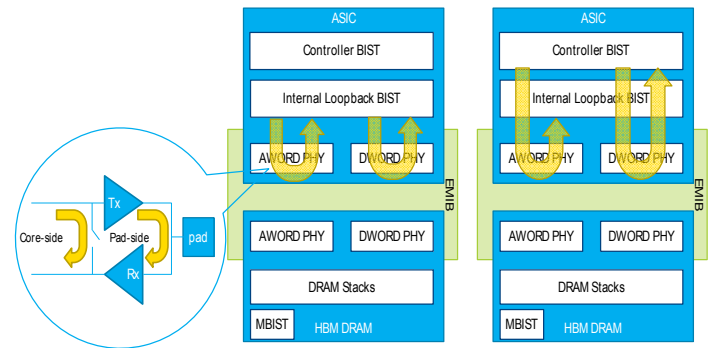 ASIC
Controller BIST
Internal Loopback BIST
AWORD PHY
DWORD PHY
EMIB
AWORD PHY
DWORD PHY
DRAM Stacks
MBIST
HBM DRAM
Tx
Core-side
Pad-side
pad
Rx
ASIC
Controller BIST
Internal Loopback BIST
AWORD PHY
DWORD PHY
EMIB
AWORD PHY
DWORD PHY
DRAM Stacks
MBIST
HBM DRAM